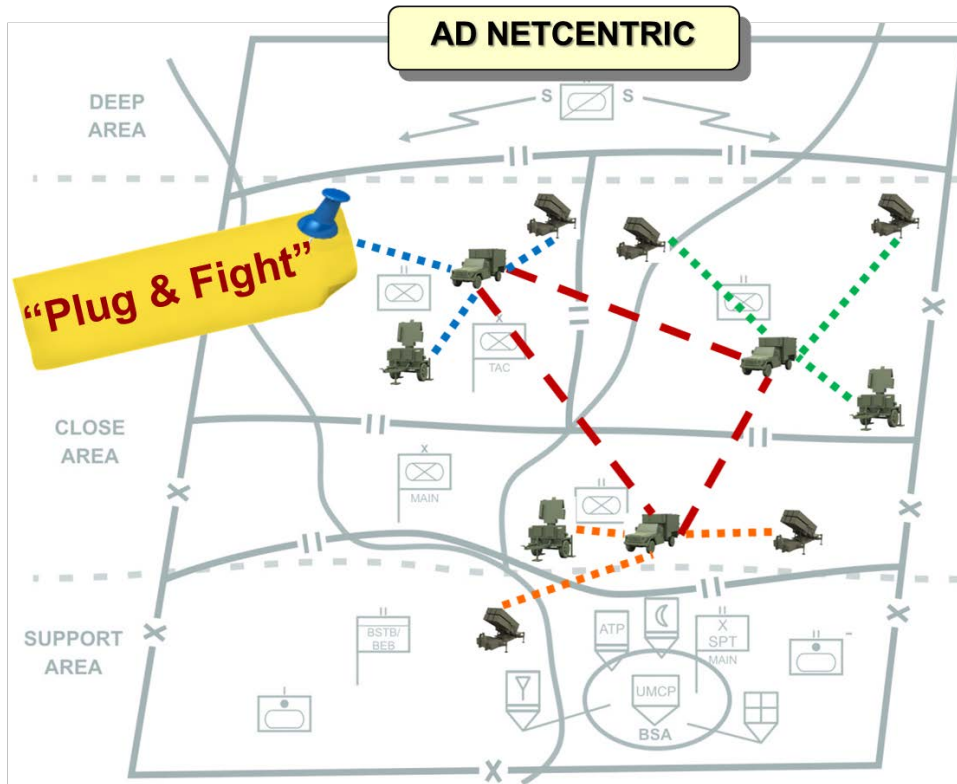 AD NETCENTRIC
DEEP
AREA
S
S
“Plug & Fight”
X
TAC
CLOSE
AREA
X
MAIN
X
X
SUPPORT
AREA
X
X
BSTB/
BEB
ATP
X
SPT
MAIN
UMCP
BSA
X